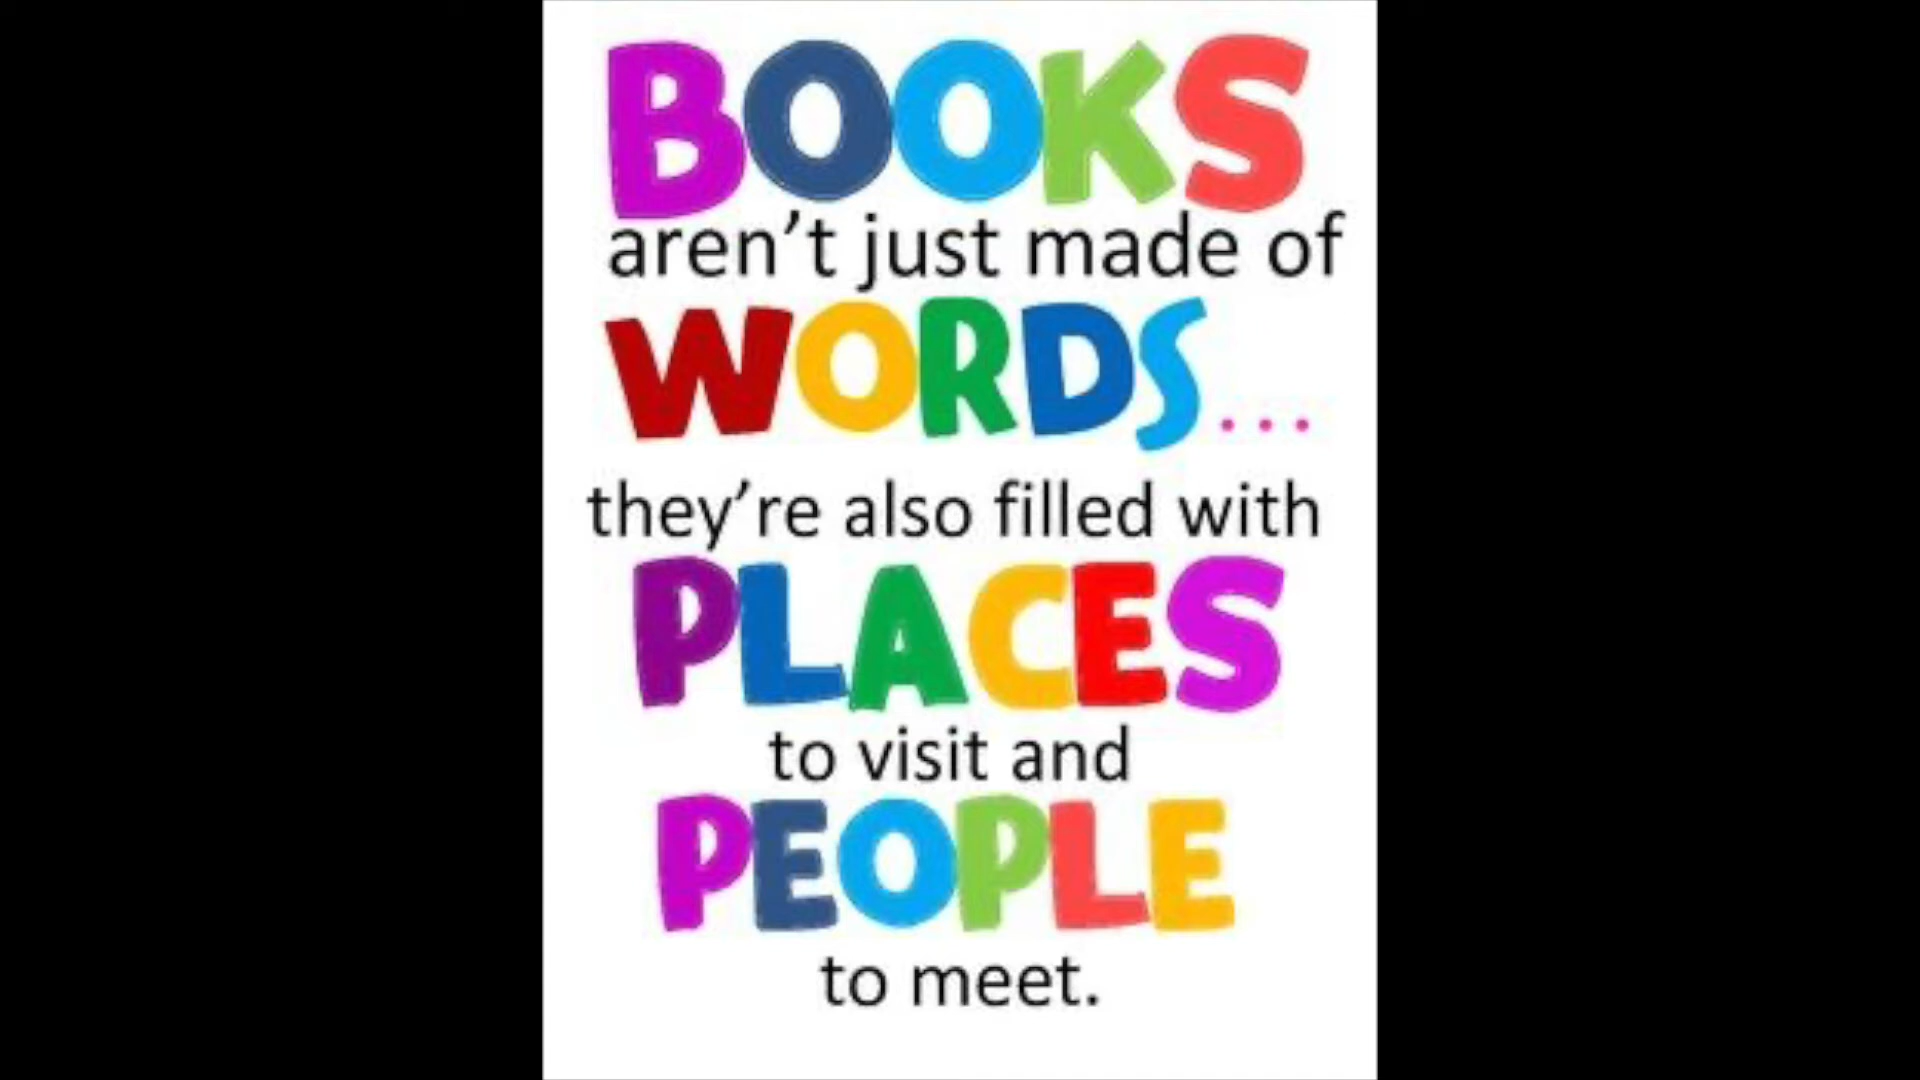 BOOKS
aren’t just made of
WORDS...
they’re also filled with
PLACES
to visit and
PEOPLE
to meet.